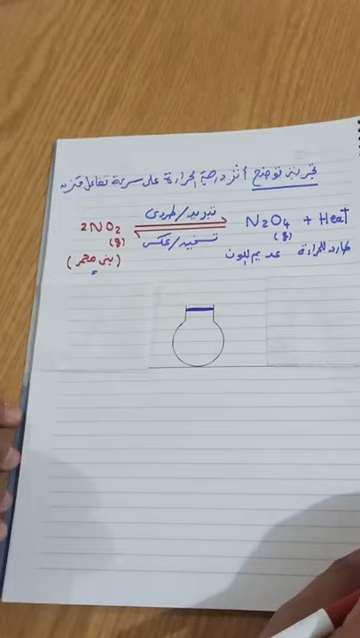 تجربة توضح أثر درجة الحرارة على سرعة تفاعل متزن
2NO2 (g) تبريد/طردي N2O4 (g) + Heat
تسخين/عكسي
(بني محمر) عديم اللون طارد للحرارة